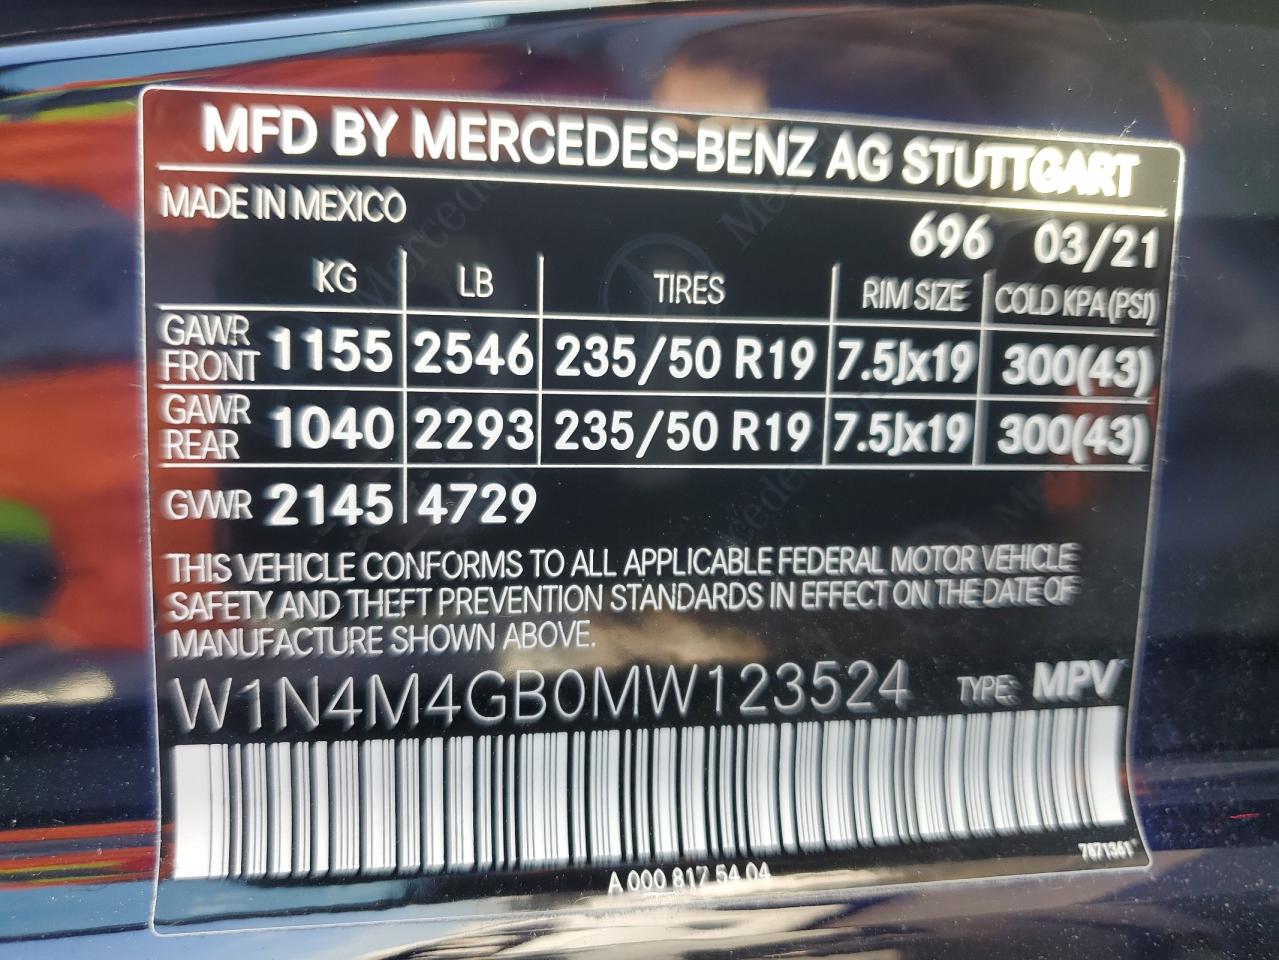 MFD BY MERCEDES-BENZ AG STUTTGART
MADE IN MEXICO
696 03/21
KG LB TIRES RIM SIZE COLD KPA (PSI)
GAWR FRONT 1155 2546 235/50 R19 7.5Jx19 300(43)
GAWR REAR 1040 2293 235/50 R19 7.5Jx19 300(43)
GVWR 2145 4729
THIS VEHICLE CONFORMS TO ALL APPLICABLE FEDERAL MOTOR VEHICLE
SAFETY AND THEFT PREVENTION STANDARDS IN EFFECT ON THE DATE OF
MANUFACTURE SHOWN ABOVE.
W1N4M4GB0MW123524 TYPE: MPV
7871361
A 000 817 54 04